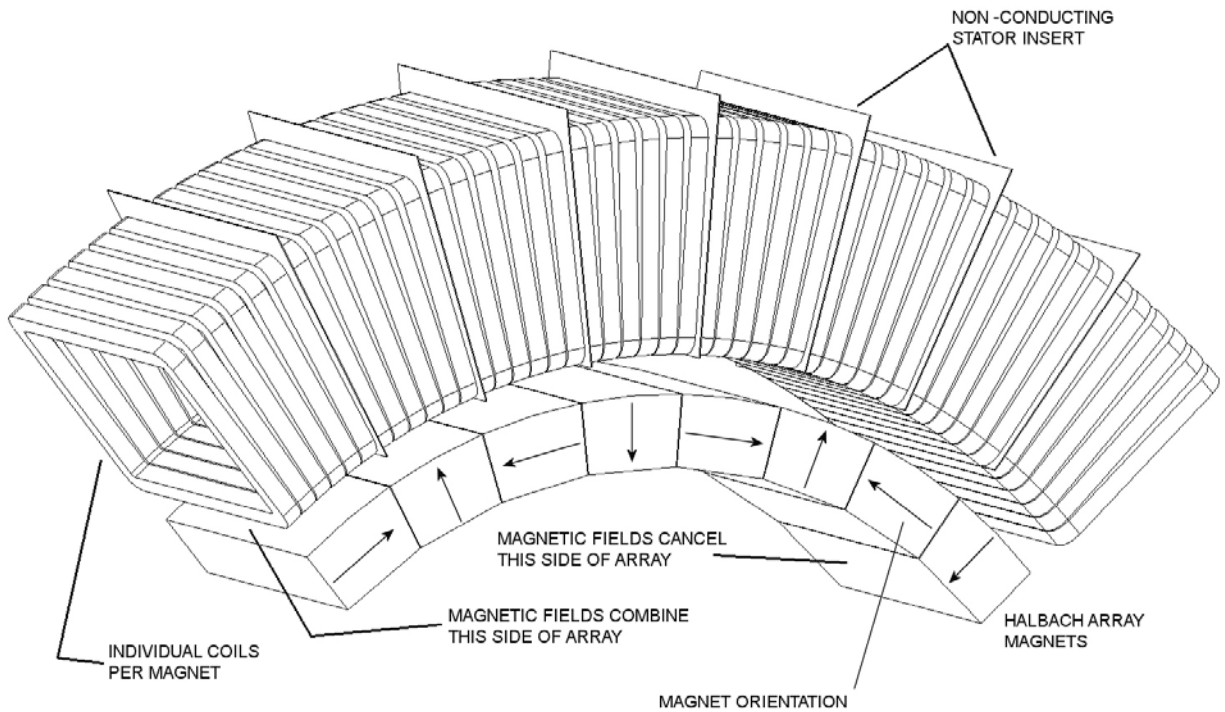 NON -CONDUCTING
STATOR INSERT
MAGNETIC FIELDS CANCEL
THIS SIDE OF ARRAY
MAGNETIC FIELDS COMBINE
THIS SIDE OF ARRAY
HALBACH ARRAY
MAGNETS
INDIVIDUAL COILS
PER MAGNET
MAGNET ORIENTATION